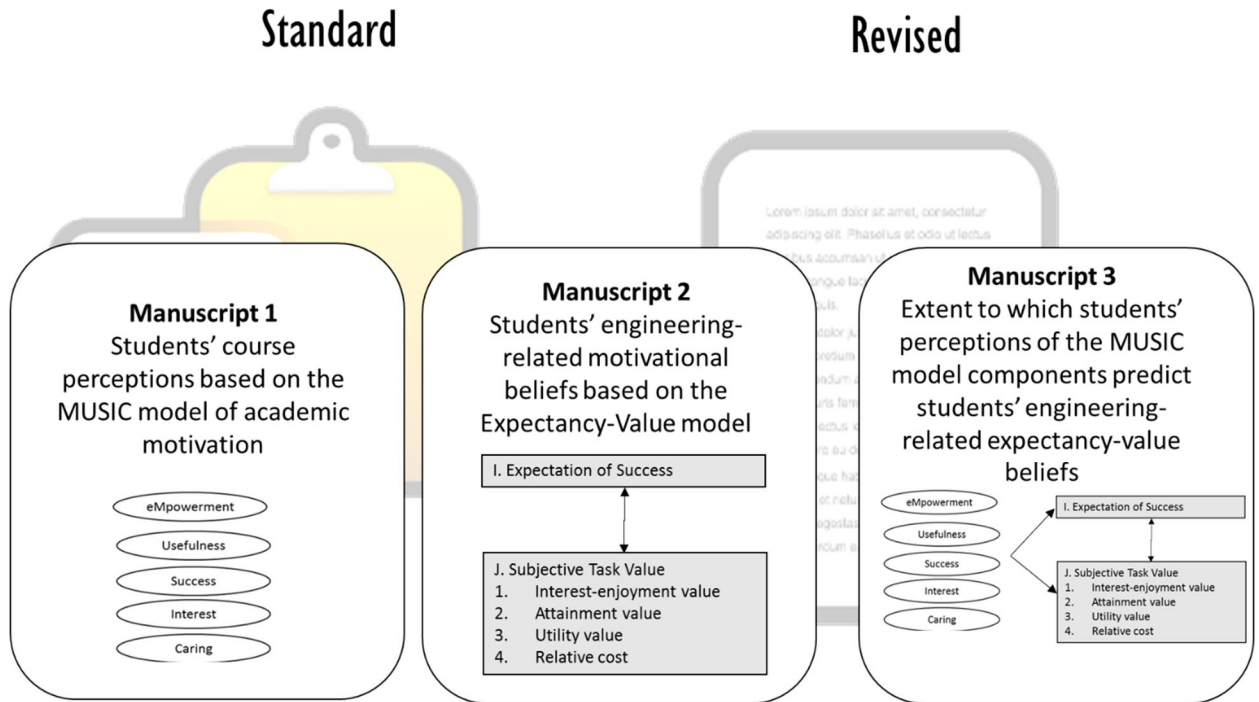 Standard
Revised
Lorem ipsum dolor sit amet, consectetur
adipiscing elit. Phasellus et odio ut lectus
bus accumsan ut
Manuscript 1
Students’ course
perceptions based on the
MUSIC model of academic
motivation
eMpowerment
Usefulness
Success
Interest
Caring
Manuscript 2
Students’ engineering-
related motivational
beliefs based on the
Expectancy-Value model
I. Expectation of Success
J. Subjective Task Value
1. Interest-enjoyment value
2. Attainment value
3. Utility value
4. Relative cost
Manuscript 3
Extent to which students’
perceptions of the MUSIC
model components predict
students’ engineering-
related expectancy-value
beliefs
eMpowerment
Usefulness
Success
Interest
Caring
I. Expectation of Success
J. Subjective Task Value
1. Interest-enjoyment value
2. Attainment value
3. Utility value
4. Relative cost